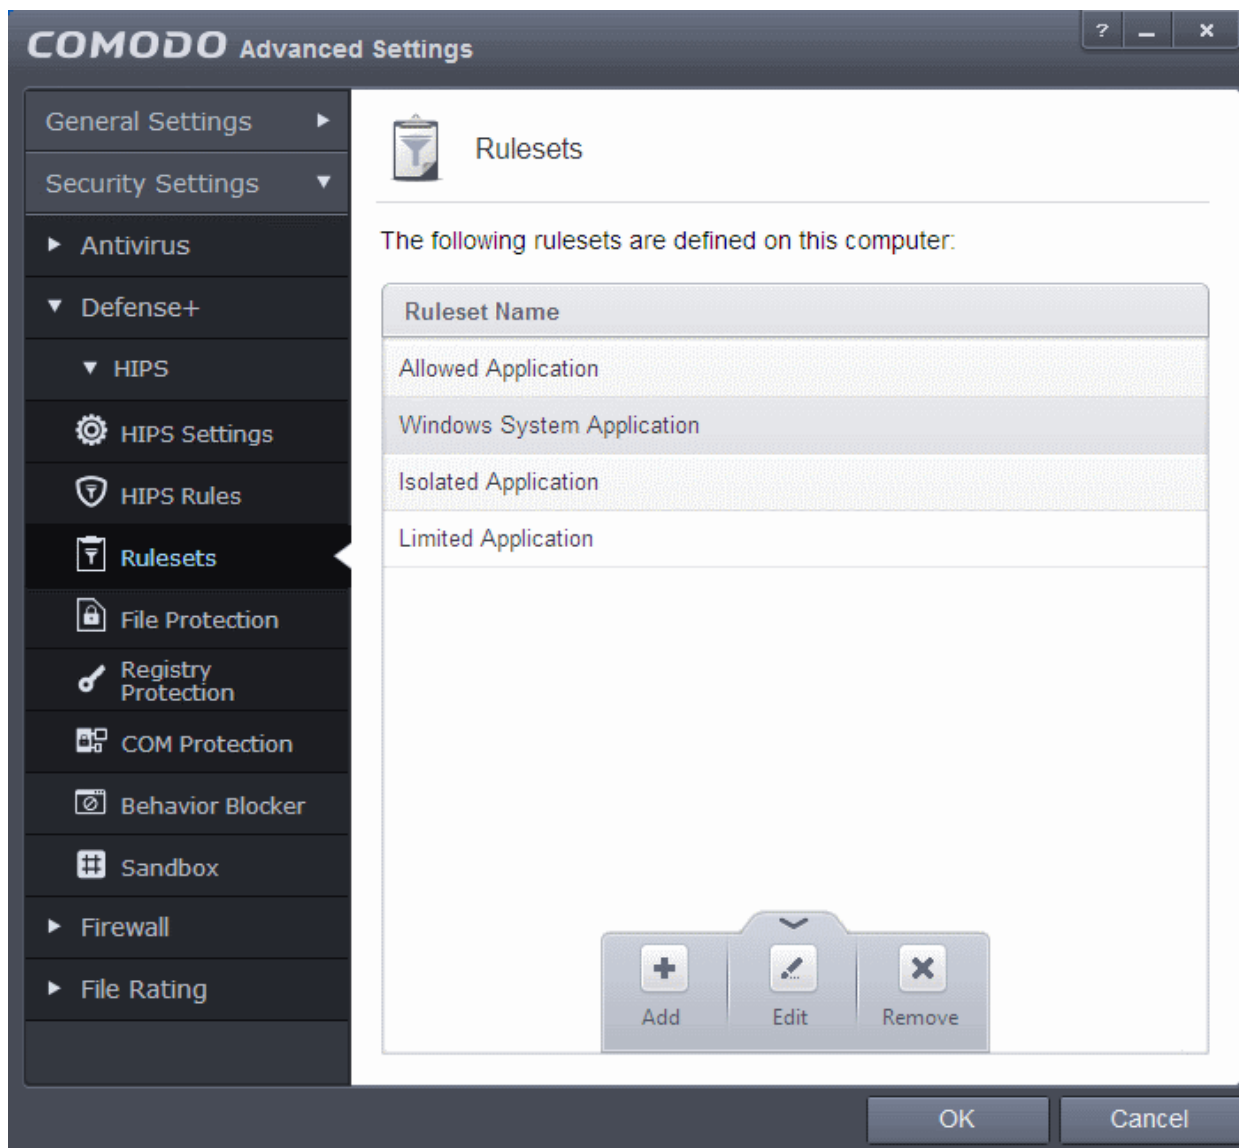 COMODO Advanced Settings
?
General Settings
Security Settings
Antivirus
Defense+
HIPS
HIPS Settings
HIPS Rules
Rulesets
File Protection
Registry
Protection
COM Protection
Behavior Blocker
Sandbox
Firewall
File Rating
Rulesets
The following rulesets are defined on this computer:
Ruleset Name
Allowed Application
Windows System Application
Isolated Application
Limited Application
Add Edit Remove
OK Cancel